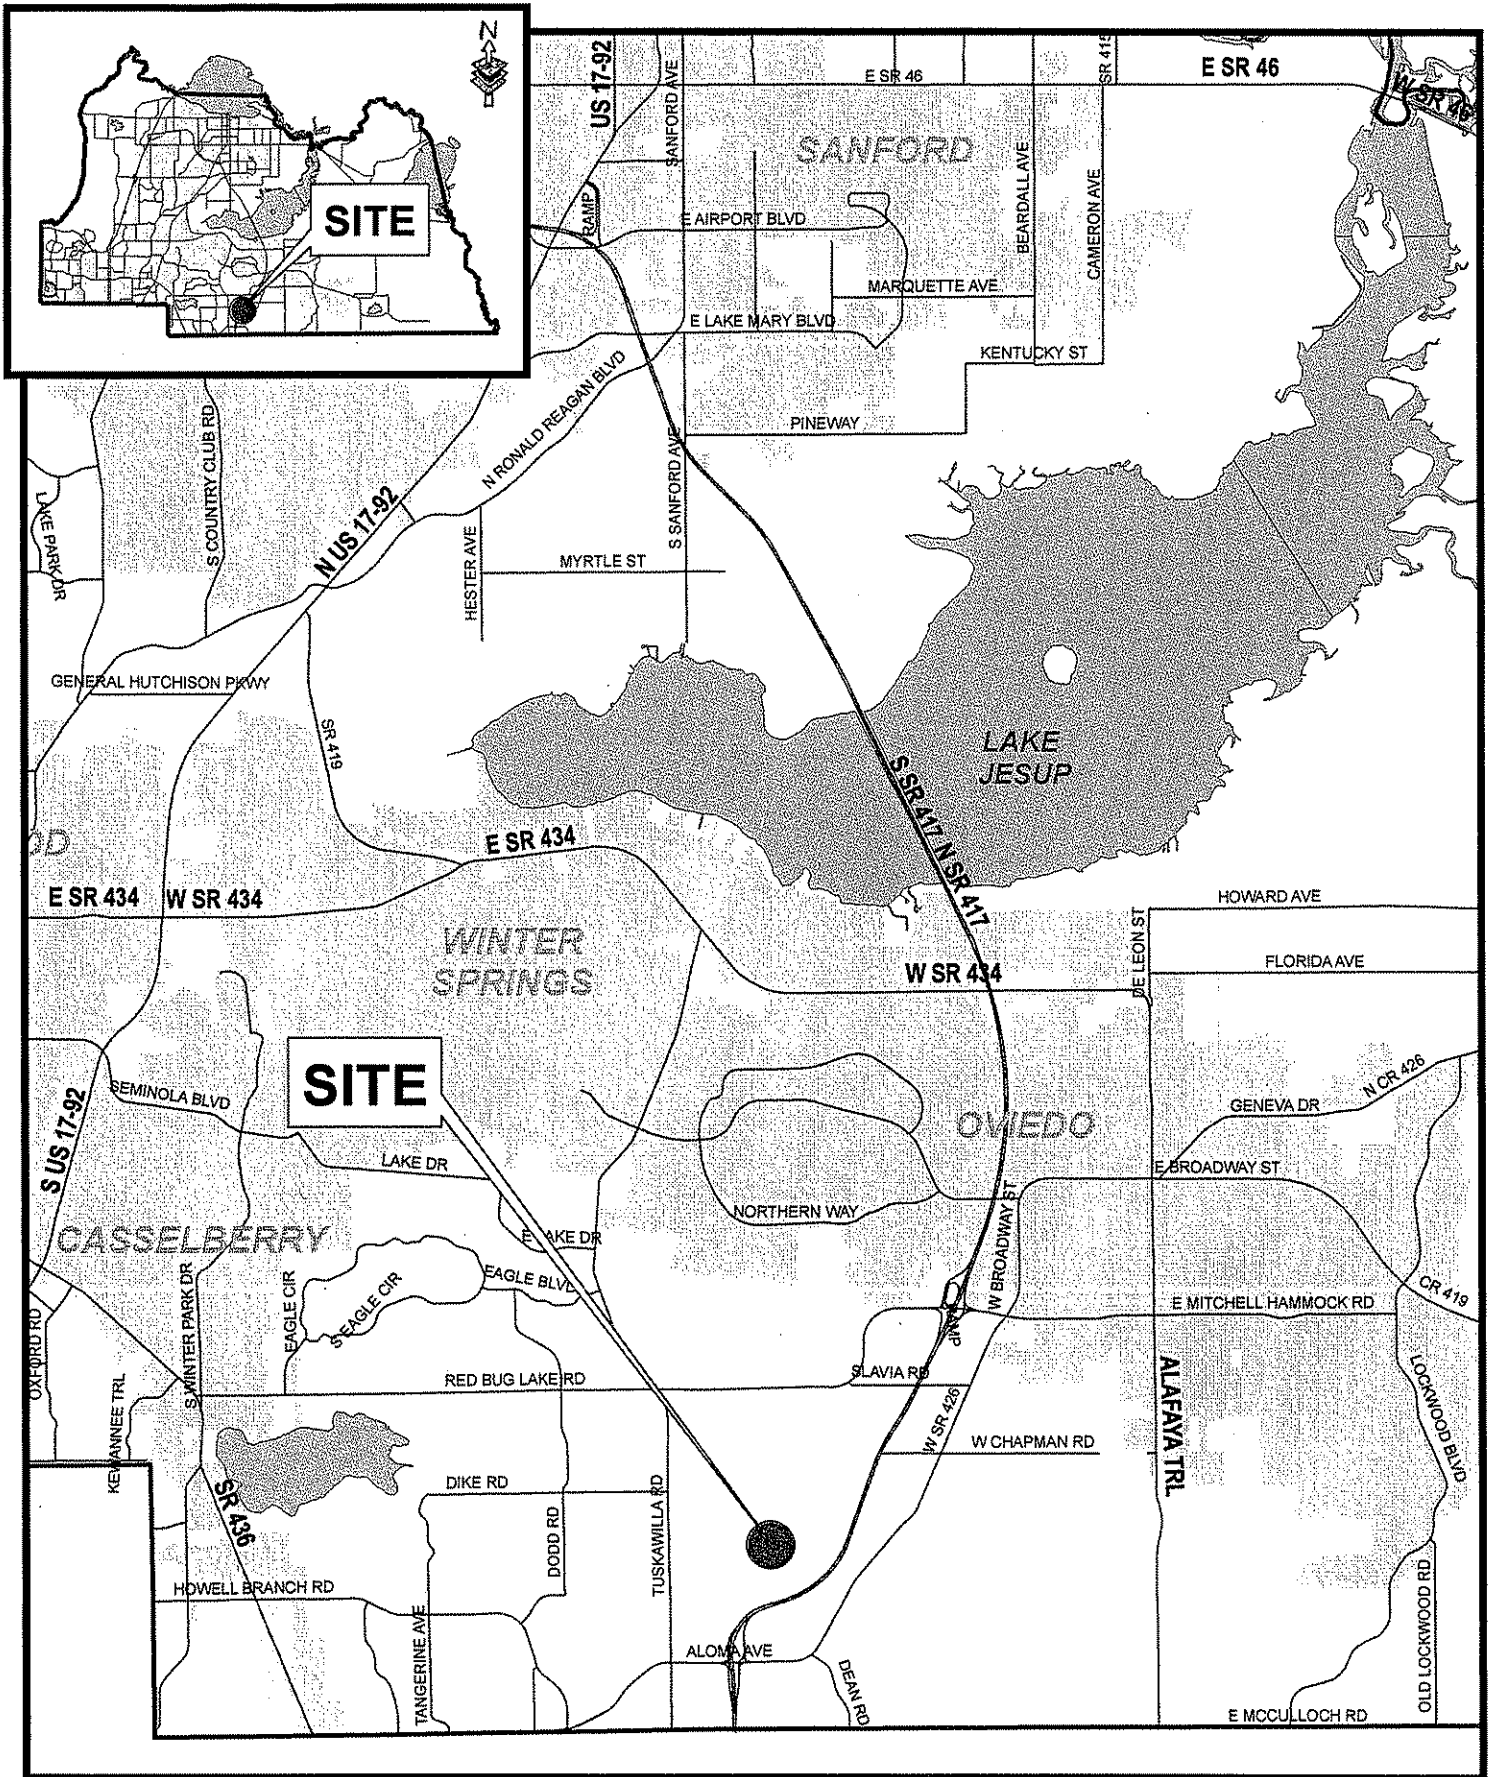 N
SITE
US 17-92
SANFORD AVE
E SR 46
SR 415
E SR 46
W SR 46
SANFORD
RAMP
E AIRPORT BLVD
BEARDALL AVE
CAMERON AVE
MARQUETTE AVE
E LAKE MARY BLVD
KENTUCKY ST
N RONALD REAGAN BLVD
PINEWAY
S COUNTRY CLUB RD
LAKE PARK DR
N US 17-92
S SANFORD AVE
HESTER AVE
MYRTLE ST
GENERAL HUTCHISON PKWY
SR 419
LAKE
JESUP
S SR 417
N SR 417
OD
E SR 434
E SR 434
W SR 434
HOWARD AVE
DE LEON ST
WINTER
SPRINGS
W SR 434
FLORIDA AVE
SITE
SEMINOLA BLVD
S US 17-92
N CR 426
GENEVA DR
OVIEDO
LAKE DR
E BROADWAY ST
NORTHERN WAY
W BROADWAY ST
CASSELBERRY
E LAKE DR
EAGLE BLVD
EAGLE CIR
S EAGLE CIR
S WINTER PARK DR
OXFORD RD
RAMP
E MITCHELL HAMMOCK RD
CR 419
KEWANNEE TRL
RED BUG LAKE RD
SLAVIA RD
W SR 426
ALAFAYA TRL
LOCKWOOD BLVD
W CHAPMAN RD
SR 436
DIKE RD
DODD RD
TUSKAWILLA RD
HOWELL BRANCH RD
TANGERINE AVE
ALOMA AVE
DEAN RD
OLD LOCKWOOD RD
E MCCULLOCH RD